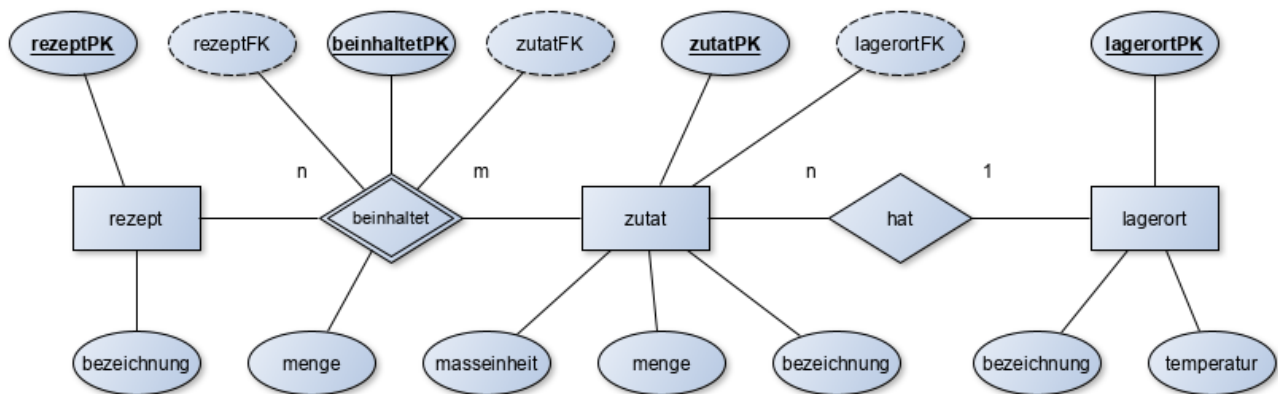 rezeptPK
rezeptFK
beinhaltetPK
zutatFK
zutatPK
lagerortFK
lagerortPK
n
m
n
1
rezept
beinhaltet
zutat
hat
lagerort
bezeichnung
menge
masseinheit
menge
bezeichnung
bezeichnung
temperatur